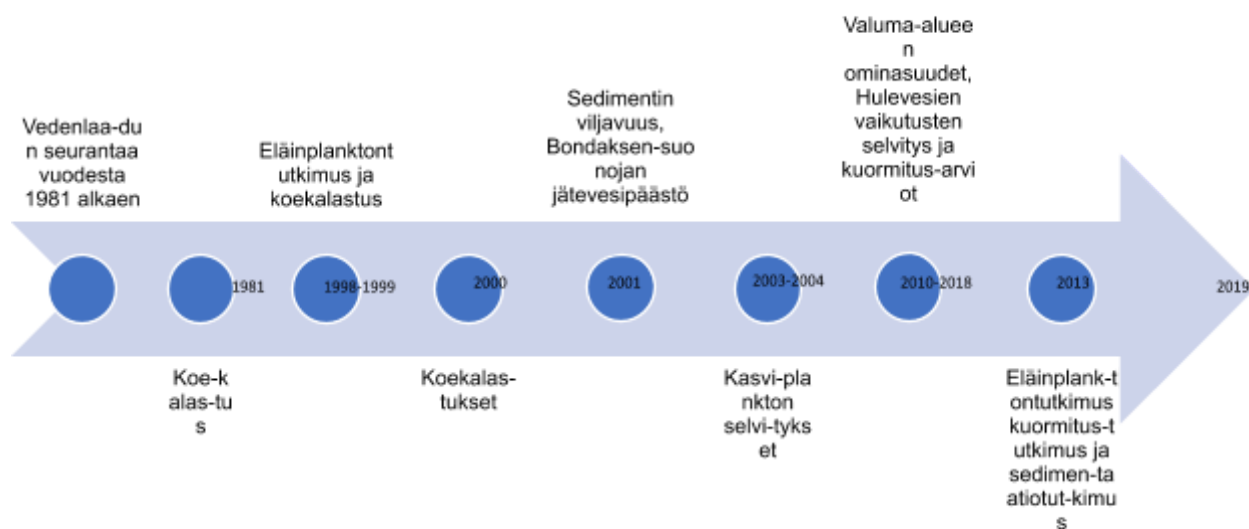 Vedenlaa-du
n seurantaa
vuodesta
1981 alkaen
Eläinplanktont
utkimus ja
koekalastus
Sedimentin
viljavuus,
Bondaksen-suo
nojan
jätevesipäästö
Valuma-aluee
n
ominasuudet,
Hulevesien
vaikutusten
selvitys ja
kuormitus-arvi
ot
1981
1998-1999
2000
2001
2003-2004
2010-2018
2013
2019
Koe-k
alas-tu
s
Koekalas-
tukset
Kasvi-pla
nkton
selvi-tyks
et
Eläinplank-t
ontutkimus
kuormitus-t
utkimus ja
sedimen-ta
atiotut-kimu
s